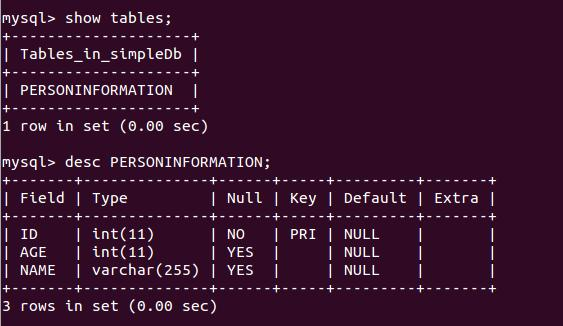 mysql> show tables;
+--------------------+
| Tables_in_simpleDb |
+--------------------+
| PERSONINFORMATION  |
+--------------------+
1 row in set (0.00 sec)
mysql> desc PERSONINFORMATION;
+-------+--------------+------+-----+---------+-------+
| Field | Type         | Null | Key | Default | Extra |
+-------+--------------+------+-----+---------+-------+
| ID    | int(11)      | NO   | PRI | NULL    |       |
| AGE   | int(11)      | YES  |     | NULL    |       |
| NAME  | varchar(255) | YES  |     | NULL    |       |
+-------+--------------+------+-----+---------+-------+
3 rows in set (0.00 sec)